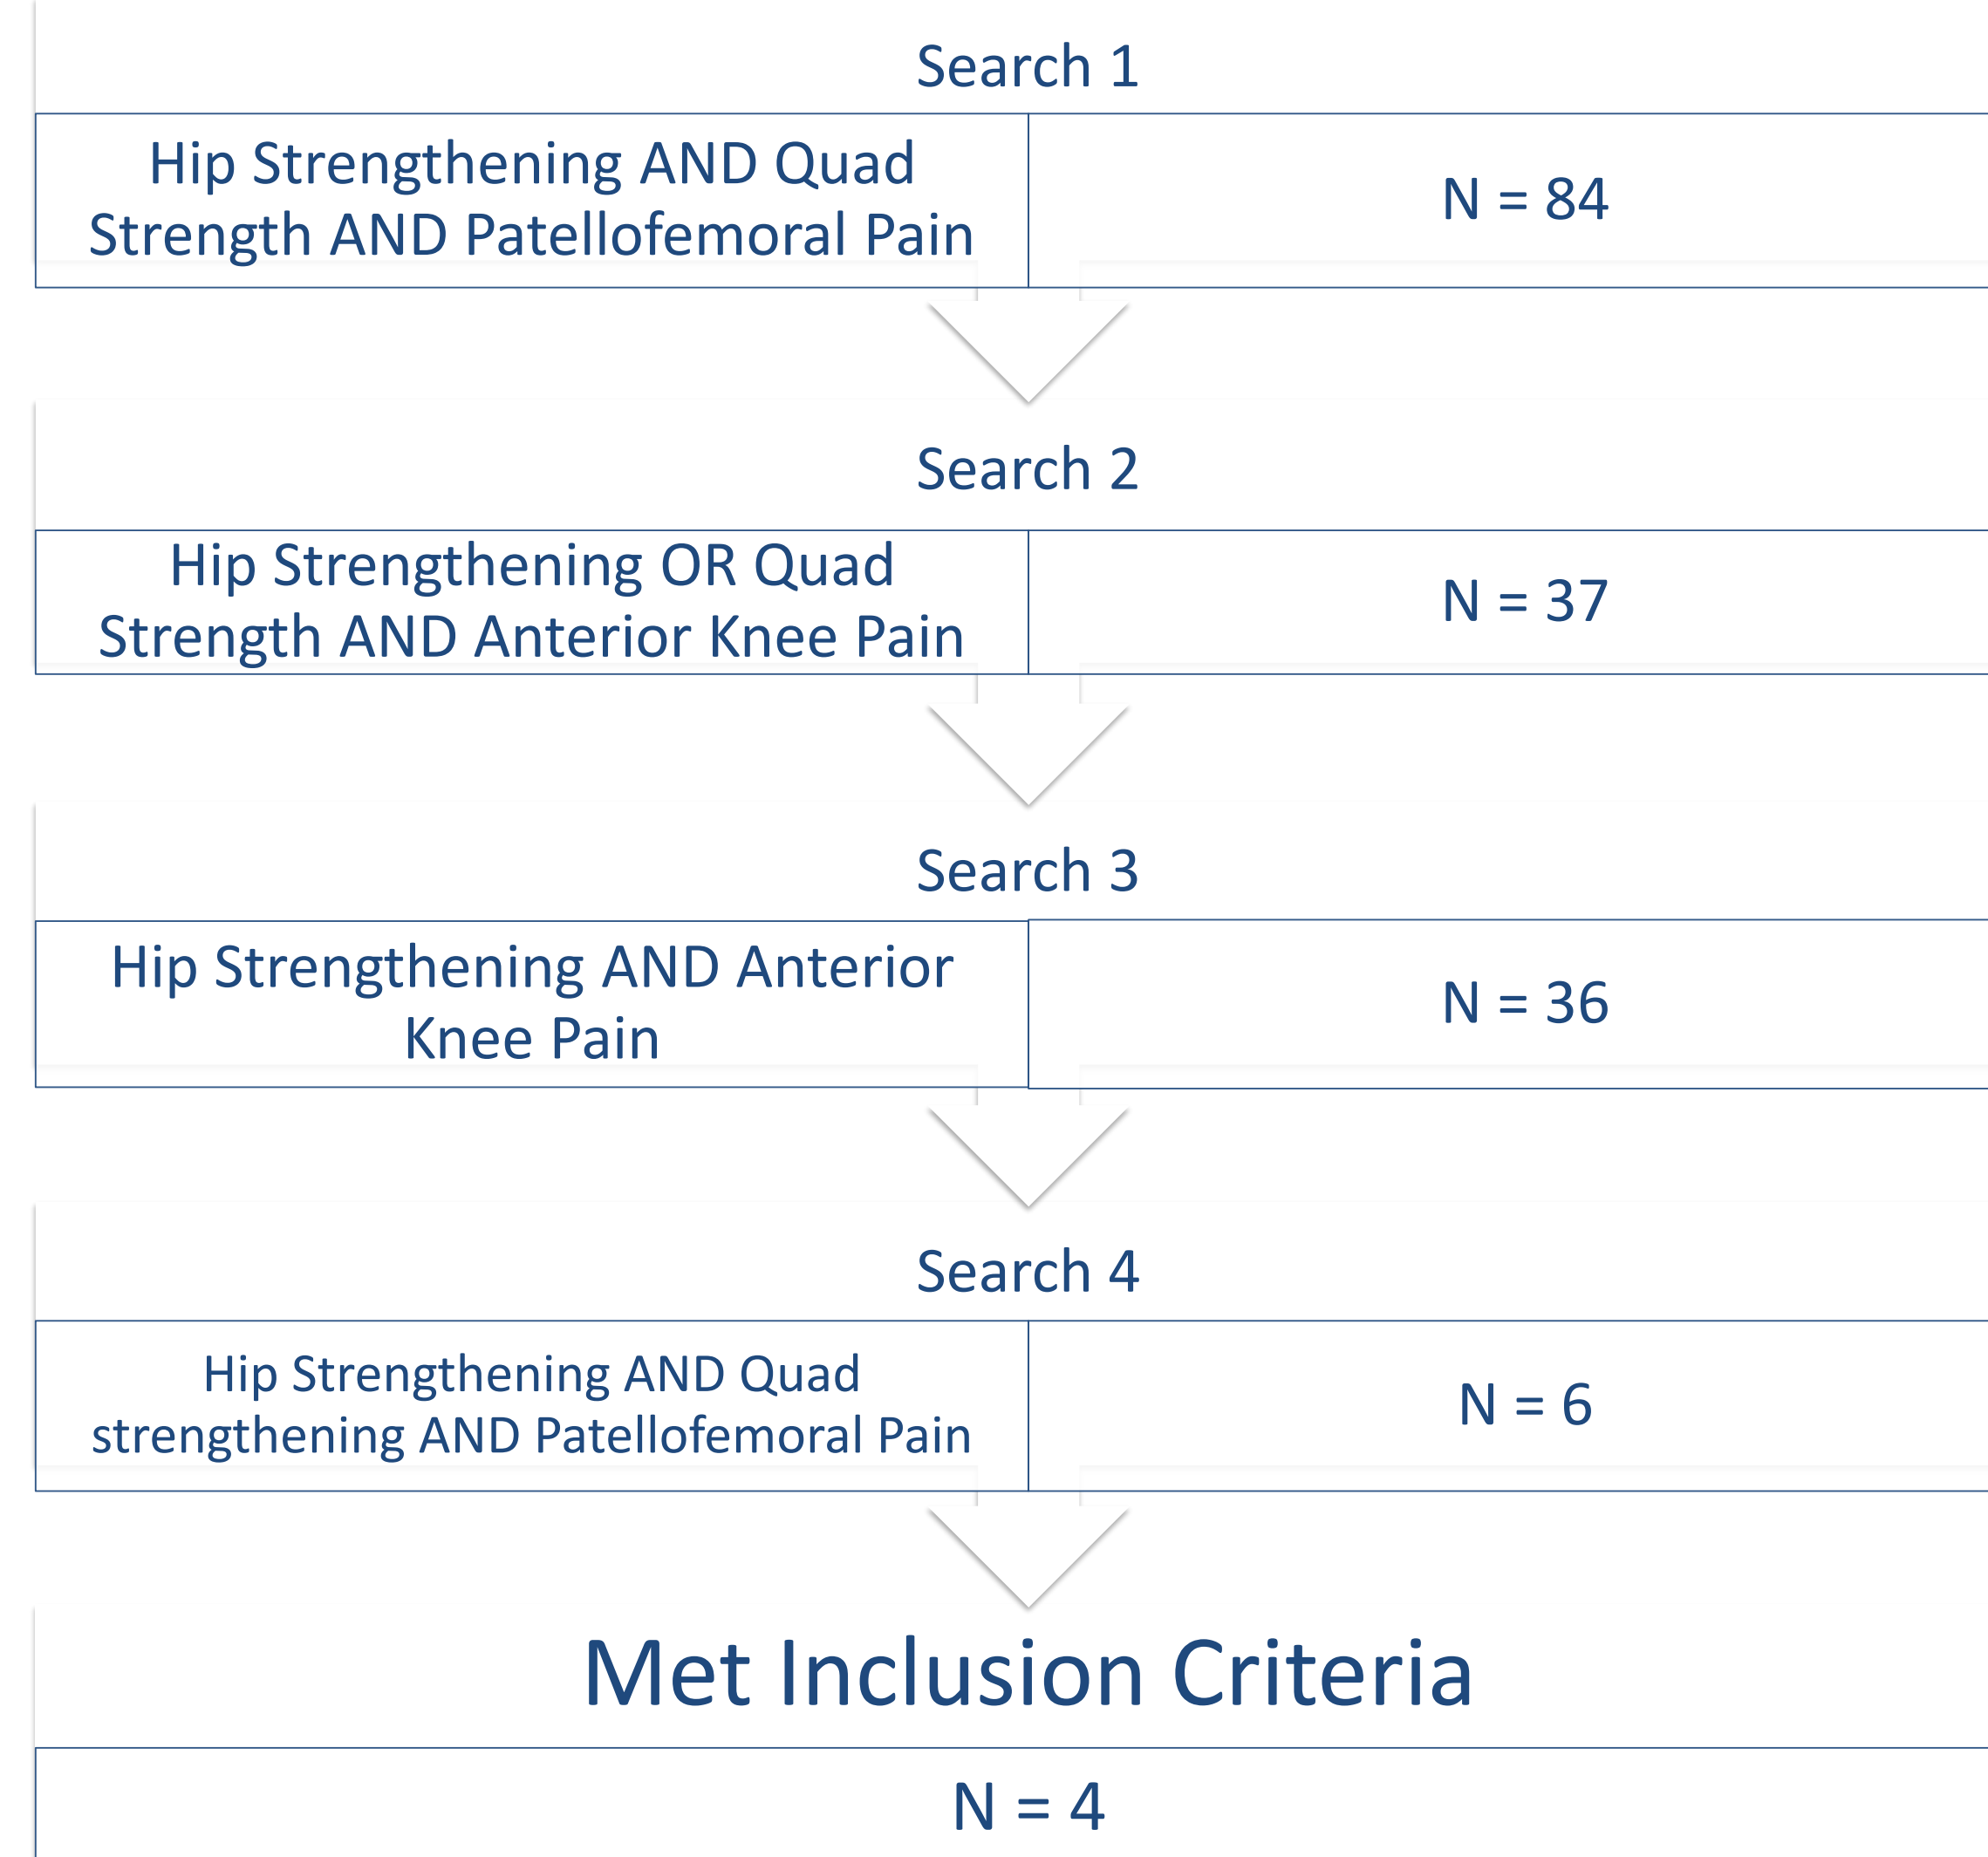 Search 1
Hip Strengthening AND Quad
Strength AND Patellofemoral Pain
N = 84
Search 2
Hip Strengthening OR Quad
Strength AND Anterior Knee Pain
N = 37
Search 3
Hip Strengthening AND Anterior
Knee Pain
N = 36
Search 4
Hip Strengthening AND Quad
strengthening AND Patellofemoral Pain
N = 6
Met Inclusion Criteria
N = 4